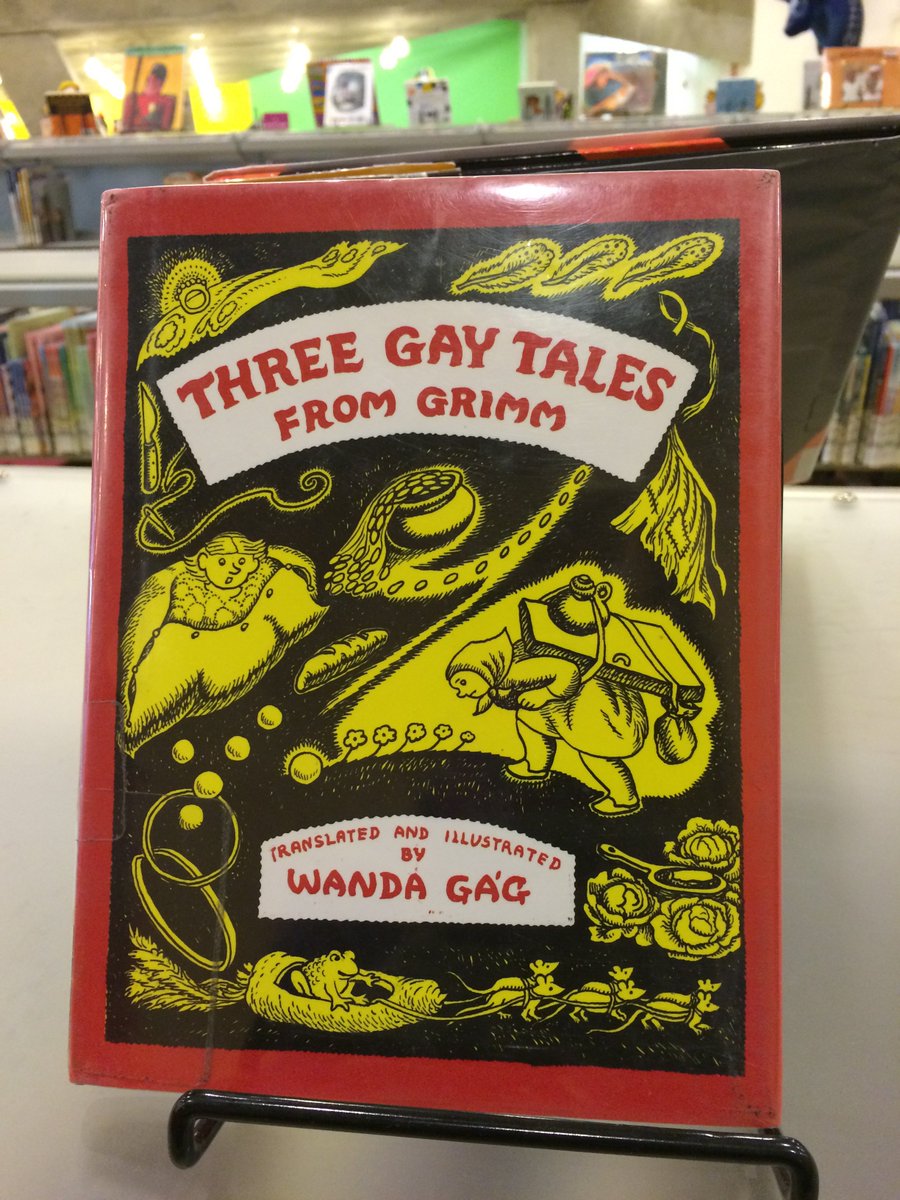 THREE GAY TALES
FROM GRIMM
TRANSLATED AND ILLUSTRATED
BY
WANDA GÁG